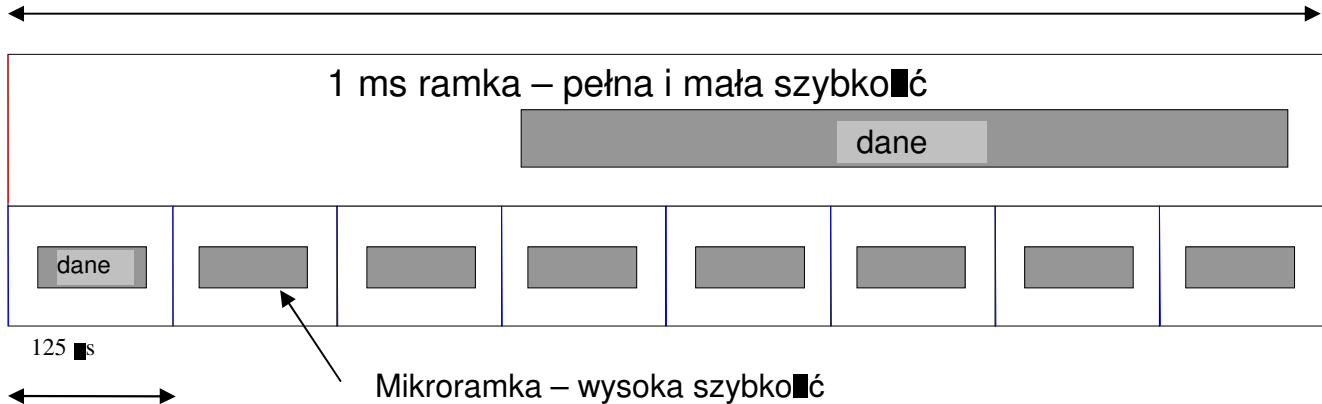 1 ms ramka – pełna i mała szybko■ć
dane
dane
125 ■s
Mikroramka – wysoka szybko■ć